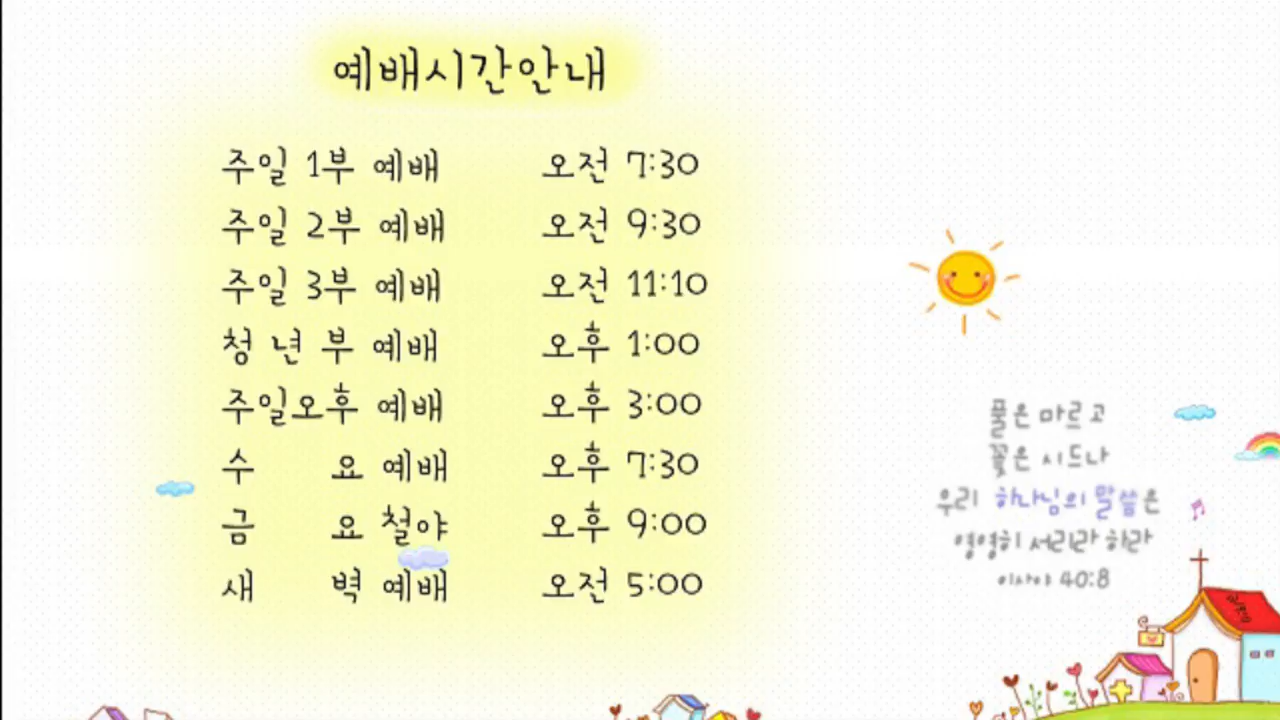 예배시간안내
주일 1부 예배 오전 7:30
주일 2부 예배 오전 9:30
주일 3부 예배 오전 11:10
청 년 부 예배 오후 1:00
주일오후 예배 오후 3:00
수 요 예배 오후 7:30
금 요 철야 오후 9:00
새 벽 예배 오전 5:00
풀은 마르고
꽃은 시드나
우리 하나님의 말씀은
영영히 서리라 하라
이사야 40:8